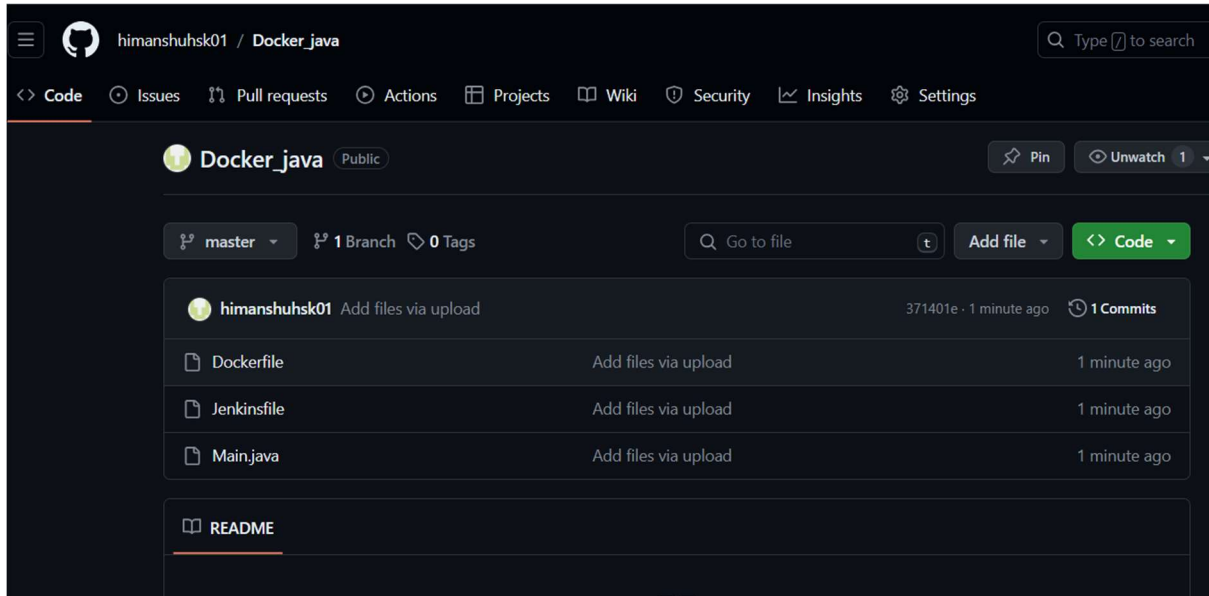 himanshuhsk01 / Docker_java Type / to search
<> Code Issues Pull requests Actions Projects Wiki Security Insights Settings
Docker_java Public Pin Unwatch 1
master 1 Branch 0 Tags Go to file t Add file <> Code
himanshuhsk01 Add files via upload 371401e · 1 minute ago 1 Commits
Dockerfile Add files via upload 1 minute ago
Jenkinsfile Add files via upload 1 minute ago
Main.java Add files via upload 1 minute ago
README